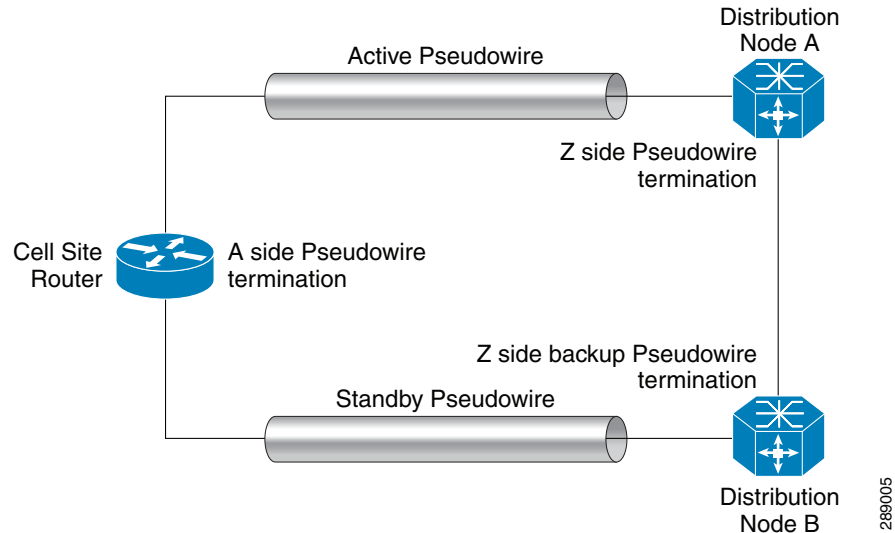 Distribution
Node A
Active Pseudowire
Z side Pseudowire
termination
Cell Site
Router
A side Pseudowire
termination
Z side backup Pseudowire
termination
Standby Pseudowire
Distribution
Node B
289005